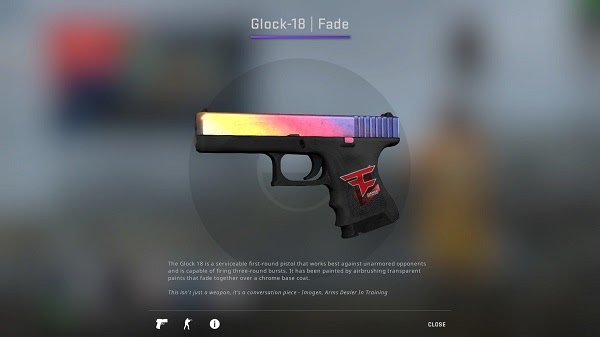 Glock-18 | Fade
The Glock 18 is a serviceable first-round pistol that works best against unarmored opponents
and is capable of firing three-round bursts. It has been painted by airbrushing transparent
paints that fade together over a chrome base coat.
This isn't just a weapon, it's a conversation piece - Imogen, Arms Dealer In Training
CLOSE